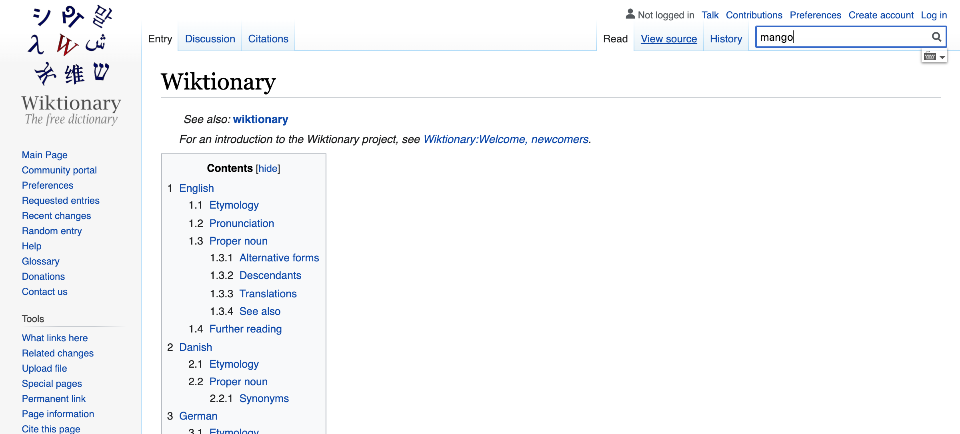 Not logged in Talk Contributions Preferences Create account Log in
Entry Discussion Citations Read View source History mango
Wiktionary
The free dictionary
Main Page
Community portal
Preferences
Requested entries
Recent changes
Random entry
Help
Glossary
Donations
Contact us
Tools
What links here
Related changes
Upload file
Special pages
Permanent link
Page information
Cite this page
Wiktionary
See also: wiktionary
For an introduction to the Wiktionary project, see Wiktionary:Welcome, newcomers.
Contents [hide]
1 English
1.1 Etymology
1.2 Pronunciation
1.3 Proper noun
1.3.1 Alternative forms
1.3.2 Descendants
1.3.3 Translations
1.3.4 See also
1.4 Further reading
2 Danish
2.1 Etymology
2.2 Proper noun
2.2.1 Synonyms
3 German
3.1 Etymology